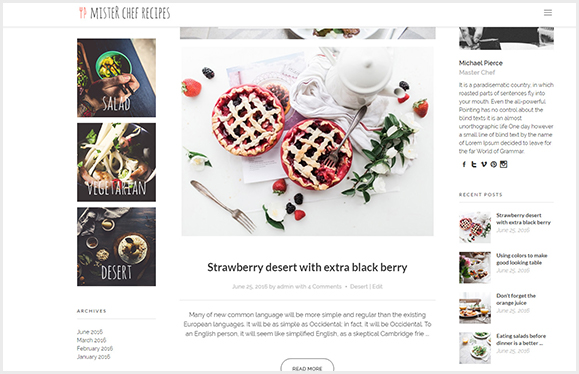 MISTER CHEF RECIPES
SALAD
VEGETARIAN
DESERT
ARCHIVES
June 2016
March 2016
February 2016
January 2016
Strawberry desert with extra black berry
June 25, 2016 by admin with 4 Comments • Desert | Edit
Many of new common language will be more simple and regular than the existing
European languages. It will be as simple as Occidental; in fact, it will be Occidental. To
an English person, it will seem like simplified English, as a skeptical Cambridge frie ...
READ MORE
Michael Pierce
Master Chef
It is a paradisematic country, in which
roasted parts of sentences fly into
your mouth. Even the all-powerful
Pointing has no control about the
blind texts it is an almost
unorthographic life One day however
a small line of blind text by the name
of Lorem Ipsum decided to leave for
the far World of Grammar.
RECENT POSTS
Strawberry desert
with extra black berry
June 25, 2016
Using colors to make
good looking table
June 25, 2016
Don't forget the
orange juice
June 25, 2016
Eating salads before
dinner is a better ...
June 25, 2016